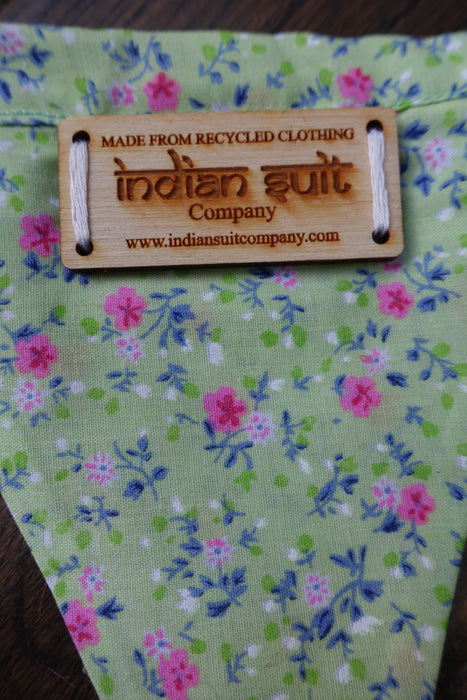 MADE FROM RECYCLED CLOTHING
indian suit
Company
www.indiansuitcompany.com